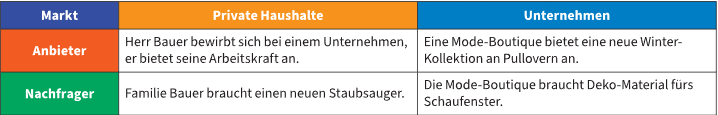 Markt Private Haushalte Unternehmen
Anbieter
Herr Bauer bewirbt sich bei einem Unternehmen,
er bietet seine Arbeitskraft an.
Eine Mode-Boutique bietet eine neue Winter-
Kollektion an Pullovern an.
Nachfrager
Familie Bauer braucht einen neuen Staubsauger.
Die Mode-Boutique braucht Deko-Material fürs
Schaufenster.